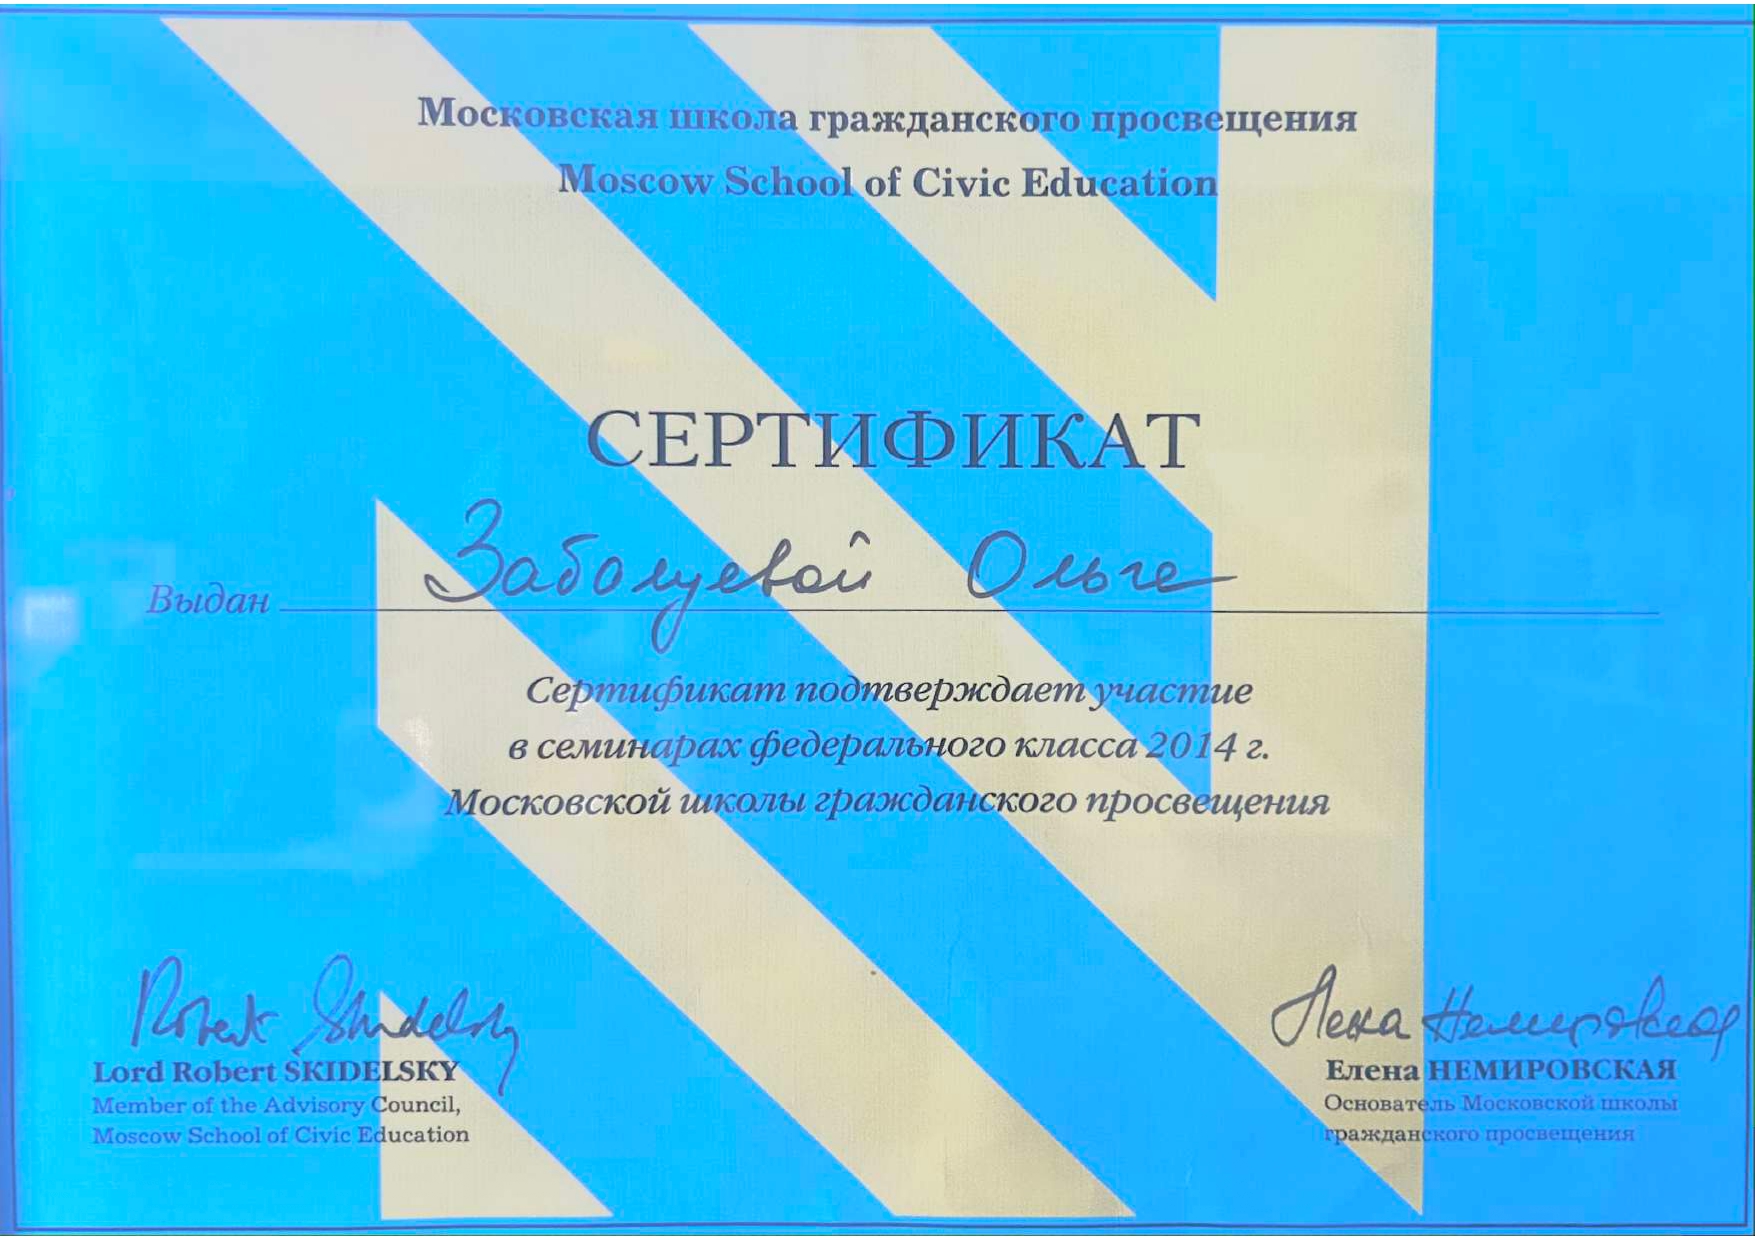 Московская школа гражданского просвещения
Moscow School of Civic Education
СЕРТИФИКАТ
Выдан Заболуевой Ольге
Сертификат подтверждает участие
в семинарах федерального класса 2014 г.
Московской школы гражданского просвещения
Robert Skidelsky
Лена Немировская
Lord Robert SKIDELSKY
Елена НЕМИРОВСКАЯ
Member of the Advisory Council,
Основатель Московской школы
Moscow School of Civic Education
гражданского просвещения